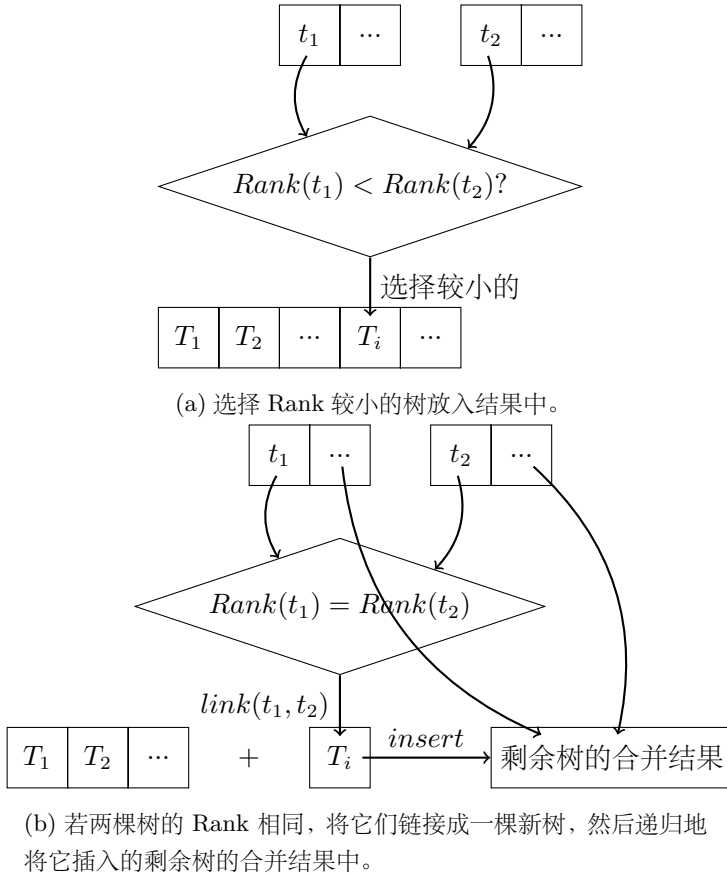 t₁ ··· t₂ ···
Rank(t₁) < Rank(t₂)?
选择较小的
T₁ T₂ ··· Tᵢ ···
(a) 选择 Rank 较小的树放入结果中。
t₁ ··· t₂ ···
Rank(t₁) = Rank(t₂)
link(t₁, t₂)
T₁ T₂ ··· + Tᵢ insert 剩余树的合并结果
(b) 若两棵树的 Rank 相同, 将它们链接成一棵新树, 然后递归地
将它插入的剩余树的合并结果中。